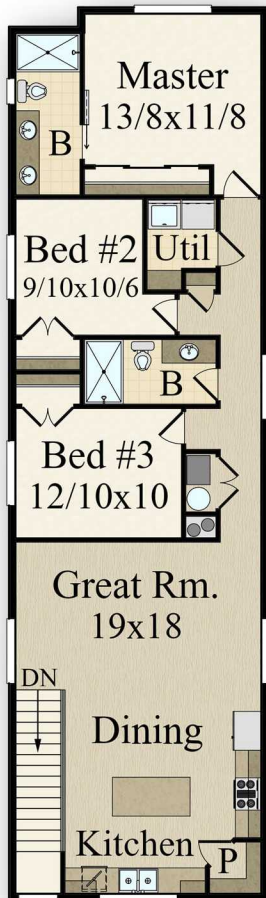 Master
13/8x11/8
B
Bed #2
9/10x10/6
Util
B
Bed #3
12/10x10
Great Rm.
19x18
DN
Dining
Kitchen
P